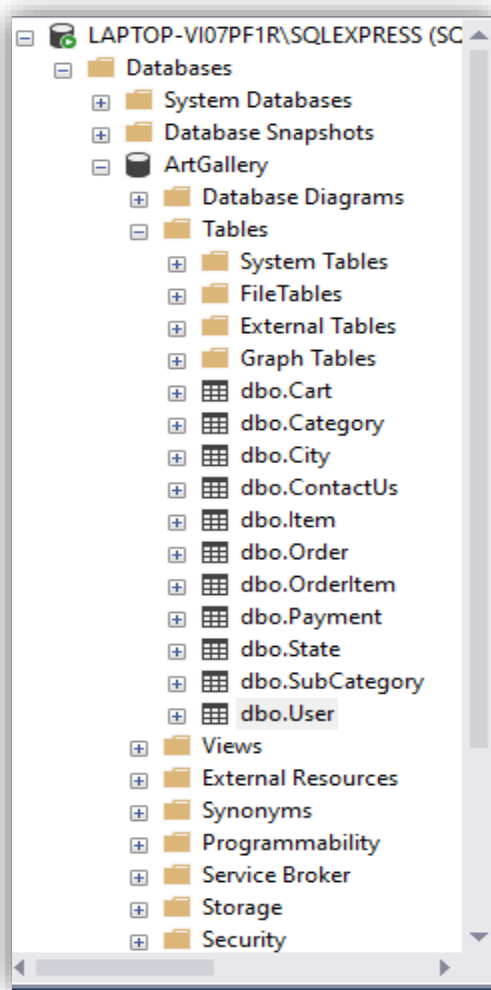 LAPTOP-VI07PF1R\SQLEXPRESS (SQ
Databases
System Databases
Database Snapshots
ArtGallery
Database Diagrams
Tables
System Tables
FileTables
External Tables
Graph Tables
dbo.Cart
dbo.Category
dbo.City
dbo.ContactUs
dbo.Item
dbo.Order
dbo.OrderItem
dbo.Payment
dbo.State
dbo.SubCategory
dbo.User
Views
External Resources
Synonyms
Programmability
Service Broker
Storage
Security